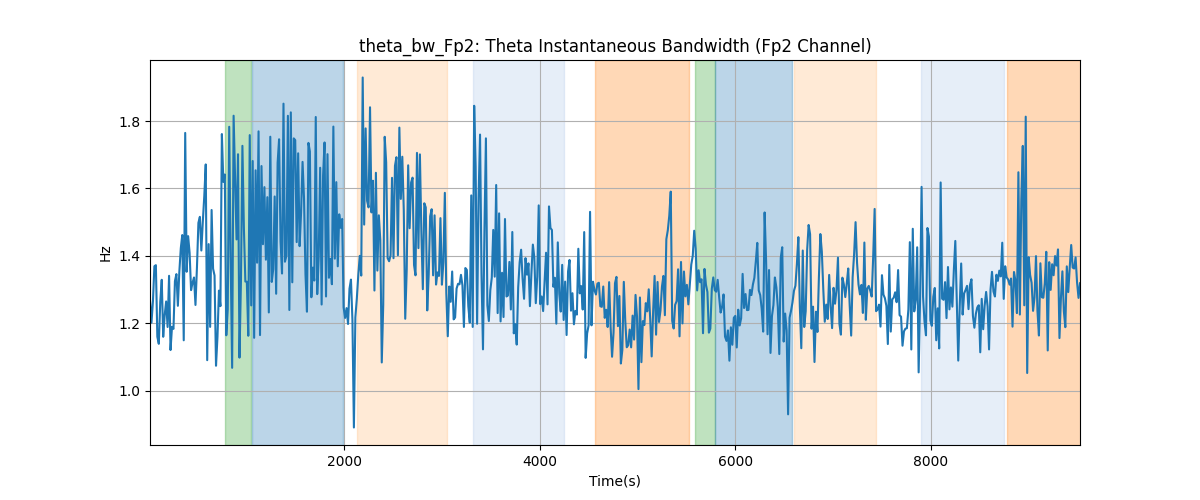 theta_bw_Fp2: Theta Instantaneous Bandwidth (Fp2 Channel)
1.8
1.6
1.4
1.2
1.0
Hz
2000 4000 6000 8000
Time(s)